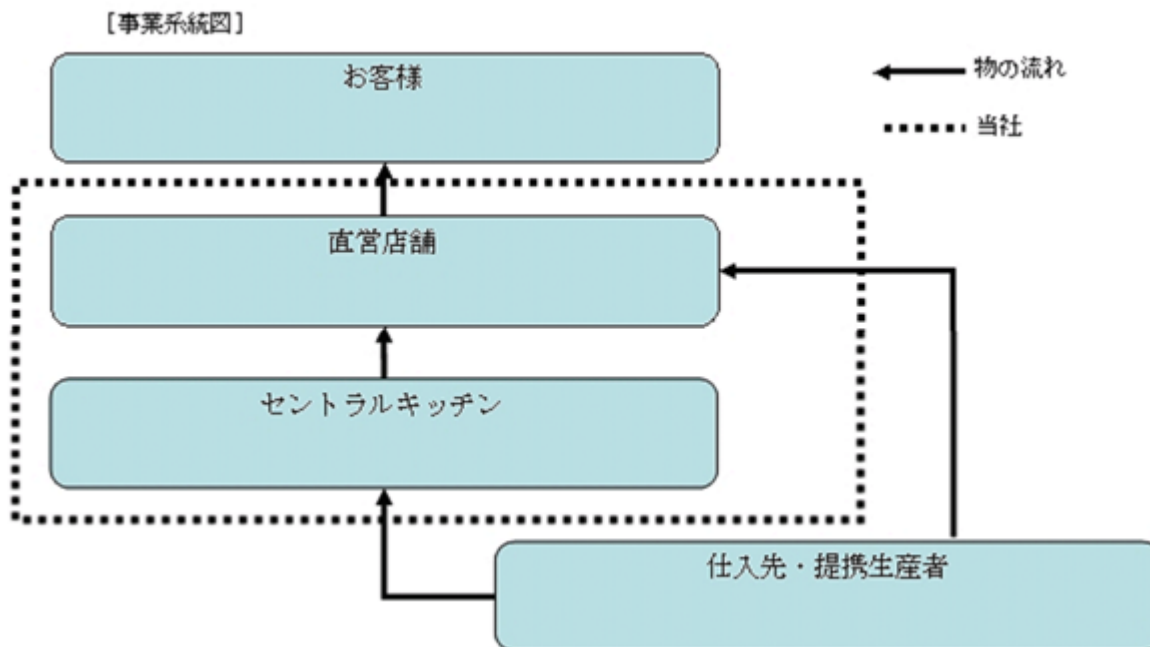 [事業系統図]
お客様
物の流れ
当社
直営店舗
セントラルキッチン
仕入先・提携生産者